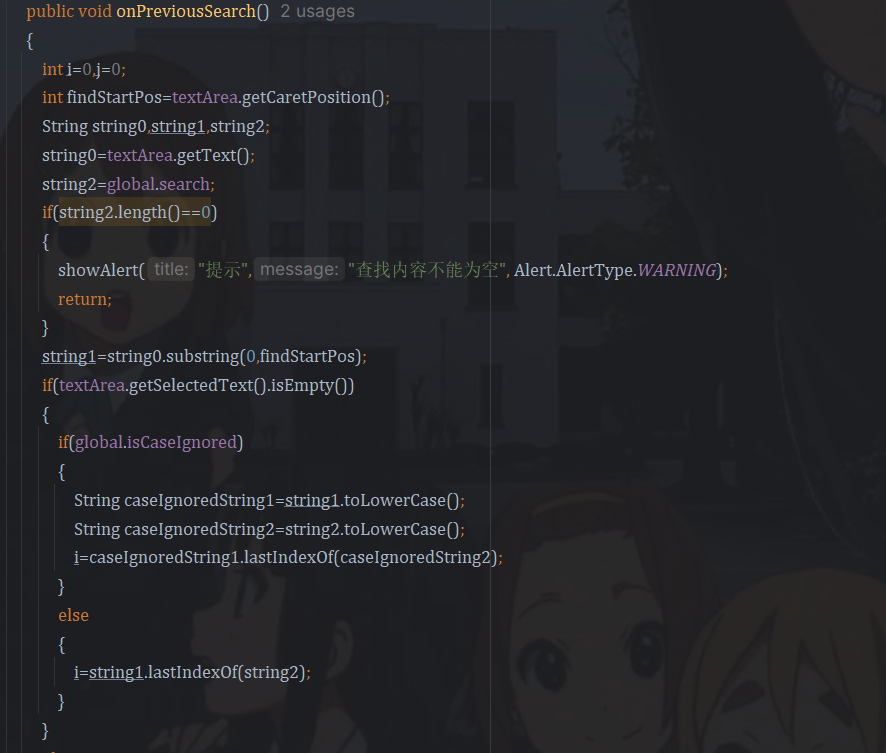 public void onPreviousSearch() 2 usages
{
int i=0,j=0;
int findStartPos=textArea.getCaretPosition();
String string0,string1,string2;
string0=textArea.getText();
string2=global.search;
if(string2.length()==0)
{
showAlert( title: "提示", message: "查找内容不能为空", Alert.AlertType.WARNING);
return;
}
string1=string0.substring(0,findStartPos);
if(textArea.getSelectedText().isEmpty())
{
if(global.isCaseIgnored)
{
String caseIgnoredString1=string1.toLowerCase();
String caseIgnoredString2=string2.toLowerCase();
i=caseIgnoredString1.lastIndexOf(caseIgnoredString2);
}
else
{
i=string1.lastIndexOf(string2);
}
}